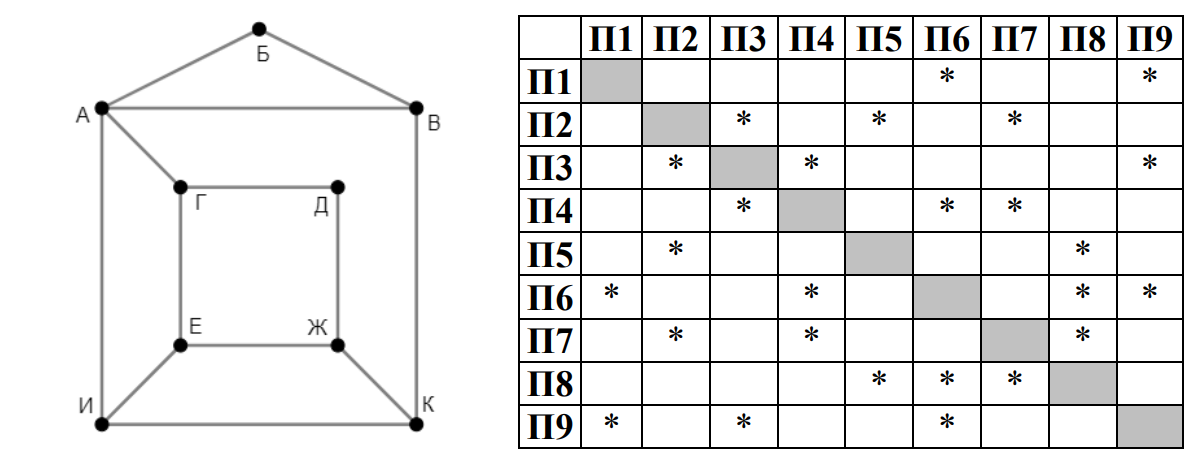 Б
А В
Г Д
Е Ж
И К
П1 П2 П3 П4 П5 П6 П7 П8 П9
П1 * *
П2 * * *
П3 * * *
П4 * * *
П5 * *
П6 * * * *
П7 * * *
П8 * * *
П9 * * *